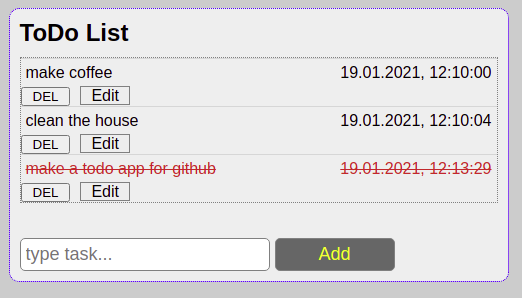 ToDo List
make coffee 19.01.2021, 12:10:00
DEL Edit
clean the house 19.01.2021, 12:10:04
DEL Edit
make a todo app for github 19.01.2021, 12:13:29
DEL Edit
type task... Add